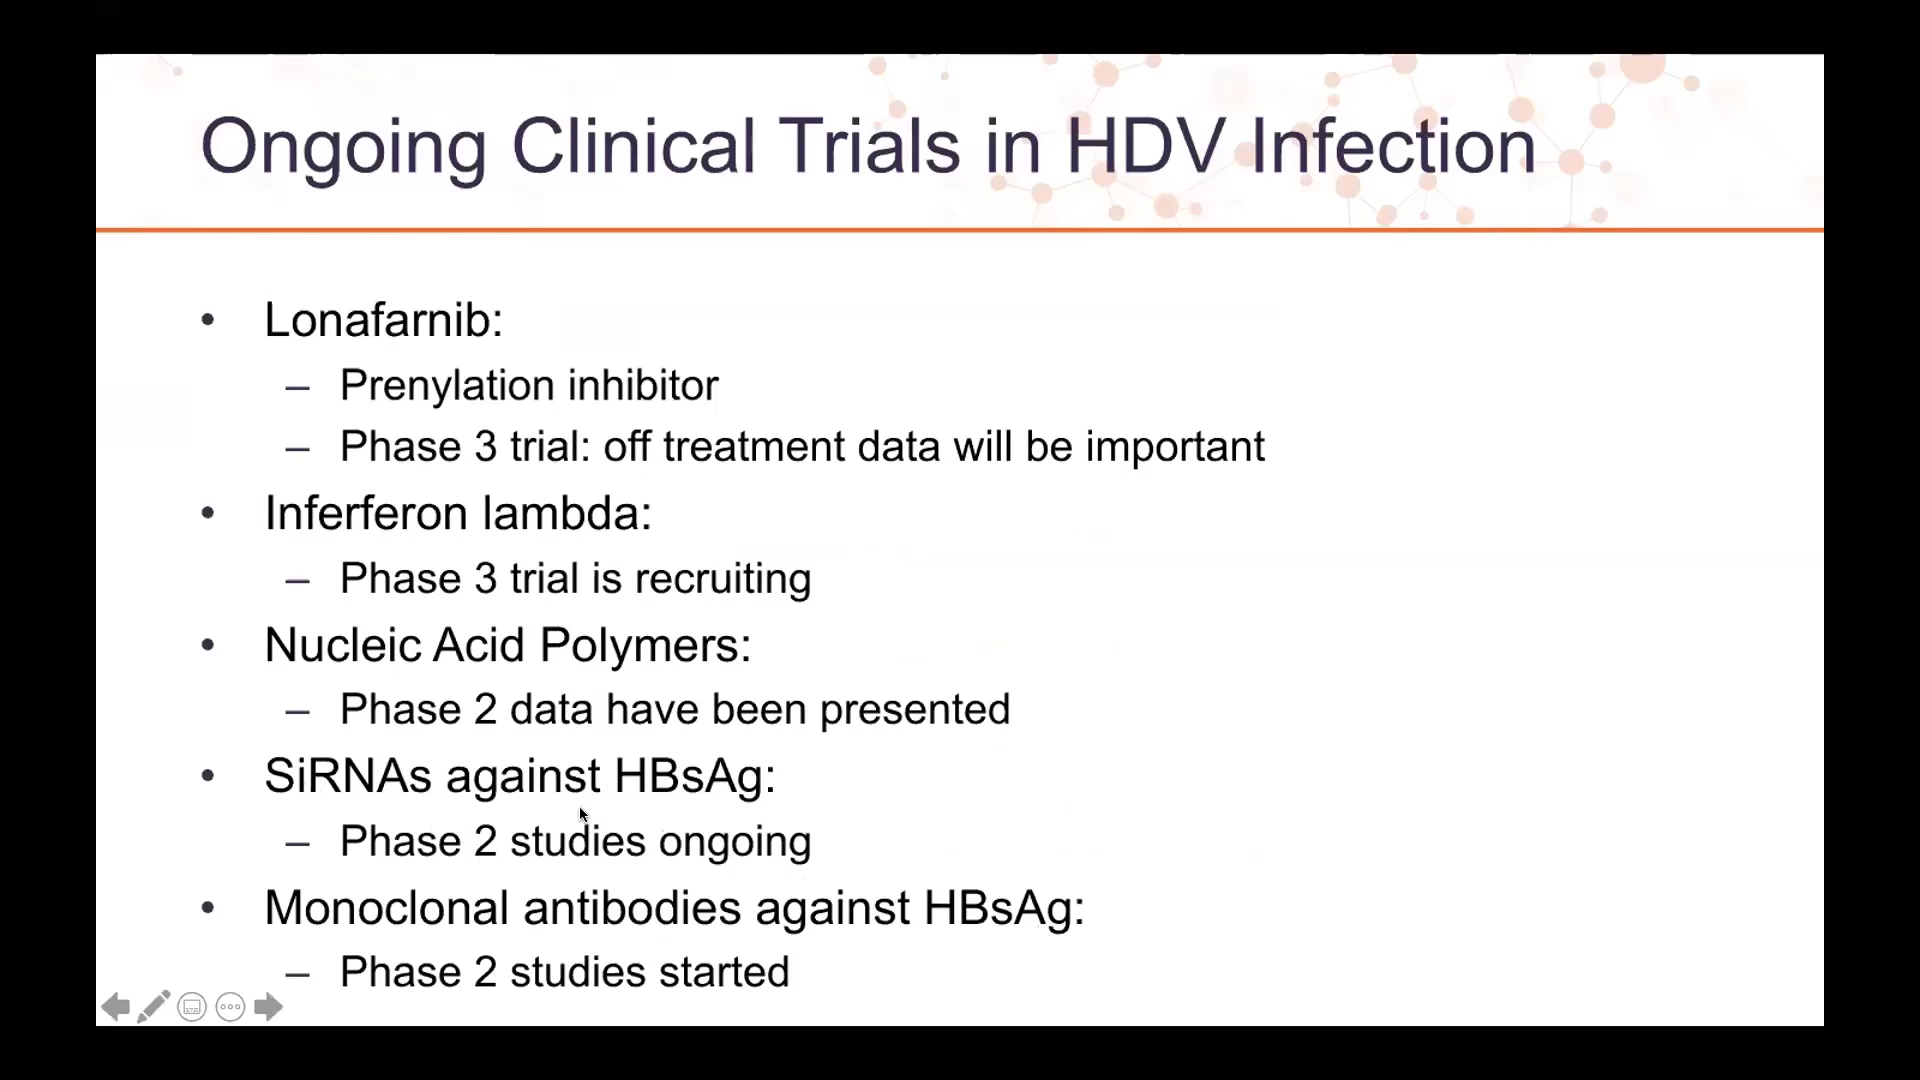 Ongoing Clinical Trials in HDV Infection
• Lonafarnib:
– Prenylation inhibitor
– Phase 3 trial: off treatment data will be important
• Inferferon lambda:
– Phase 3 trial is recruiting
• Nucleic Acid Polymers:
– Phase 2 data have been presented
• SiRNAs against HBsAg:
– Phase 2 studies ongoing
• Monoclonal antibodies against HBsAg:
– Phase 2 studies started